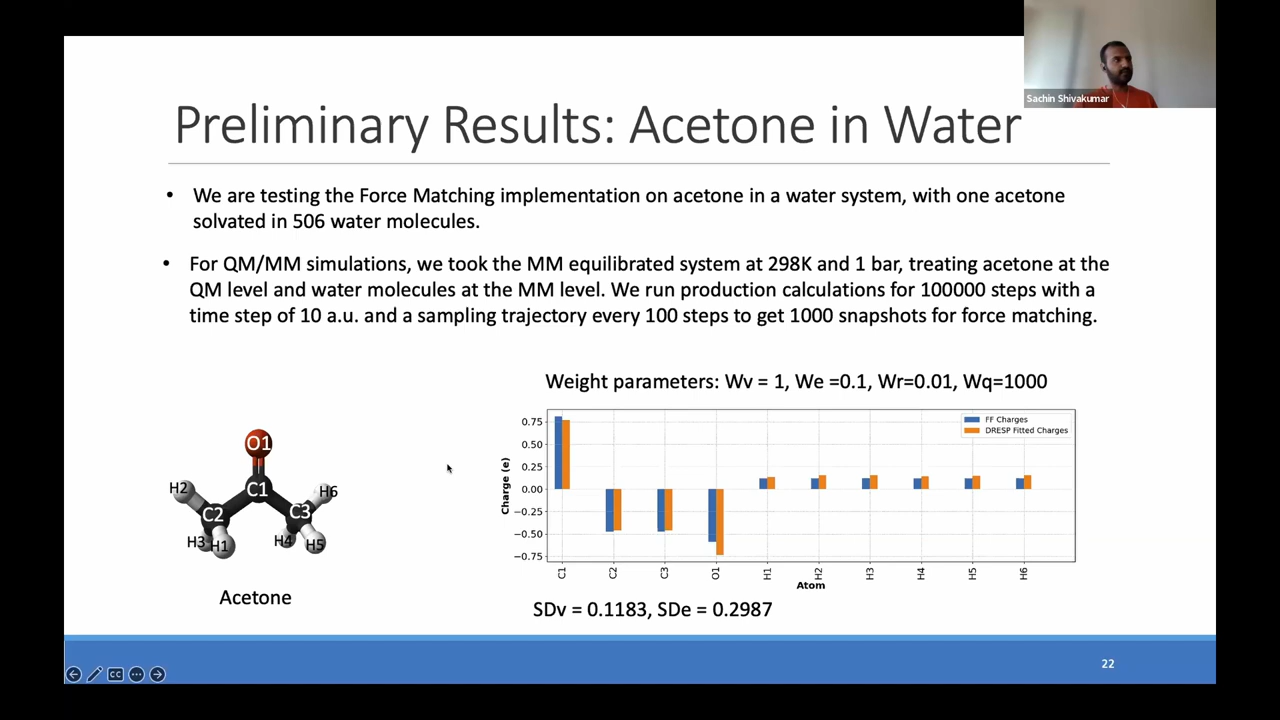 Sachin Shivakumar
Preliminary Results: Acetone in Water
• We are testing the Force Matching implementation on acetone in a water system, with one acetone
solvated in 506 water molecules.
• For QM/MM simulations, we took the MM equilibrated system at 298K and 1 bar, treating acetone at the
QM level and water molecules at the MM level. We run production calculations for 100000 steps with a
time step of 10 a.u. and a sampling trajectory every 100 steps to get 1000 snapshots for force matching.
Weight parameters: Wv = 1, We =0.1, Wr=0.01, Wq=1000
O1
H2
C1
H6
C2
C3
H3
H1
H4
H5
Acetone
FF Charges
DRESP Fitted Charges
Charge (e)
0.75
0.50
0.25
0.00
−0.25
−0.50
−0.75
C1
C2
C3
O1
H1
H2
H3
H4
H5
H6
Atom
SDv = 0.1183, SDe = 0.2987
CC
22